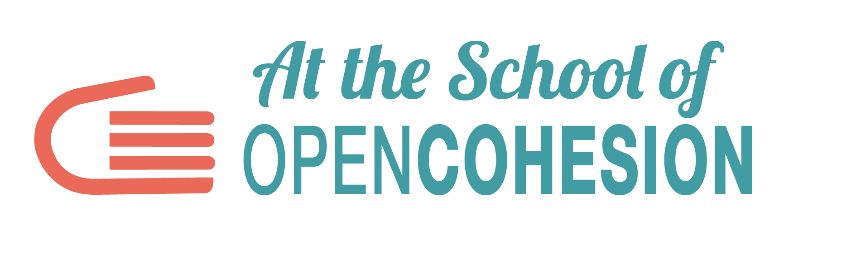 At the School of
OPENCOHESION